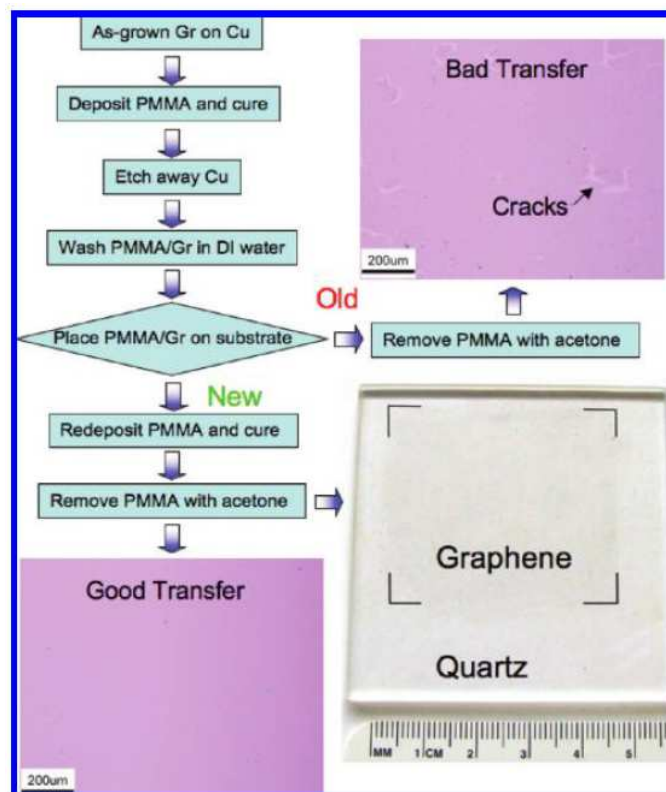 As-grown Gr on Cu
Deposit PMMA and cure
Etch away Cu
Wash PMMA/Gr in DI water
Place PMMA/Gr on substrate
Old
Remove PMMA with acetone
Bad Transfer
Cracks
200um
New
Redeposit PMMA and cure
Remove PMMA with acetone
Good Transfer
200um
Graphene
Quartz
MM 1 CM 2 3 4 5